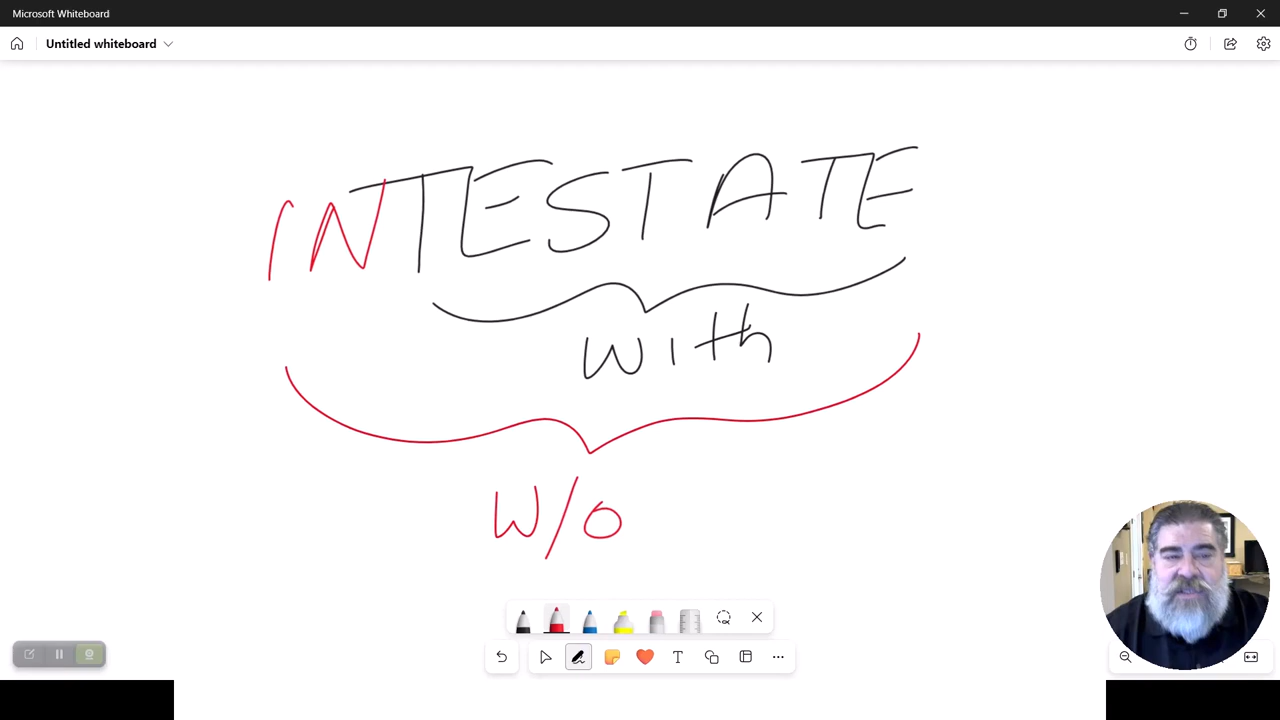 Microsoft Whiteboard
Untitled whiteboard
INTESTATE
with
W/O
T